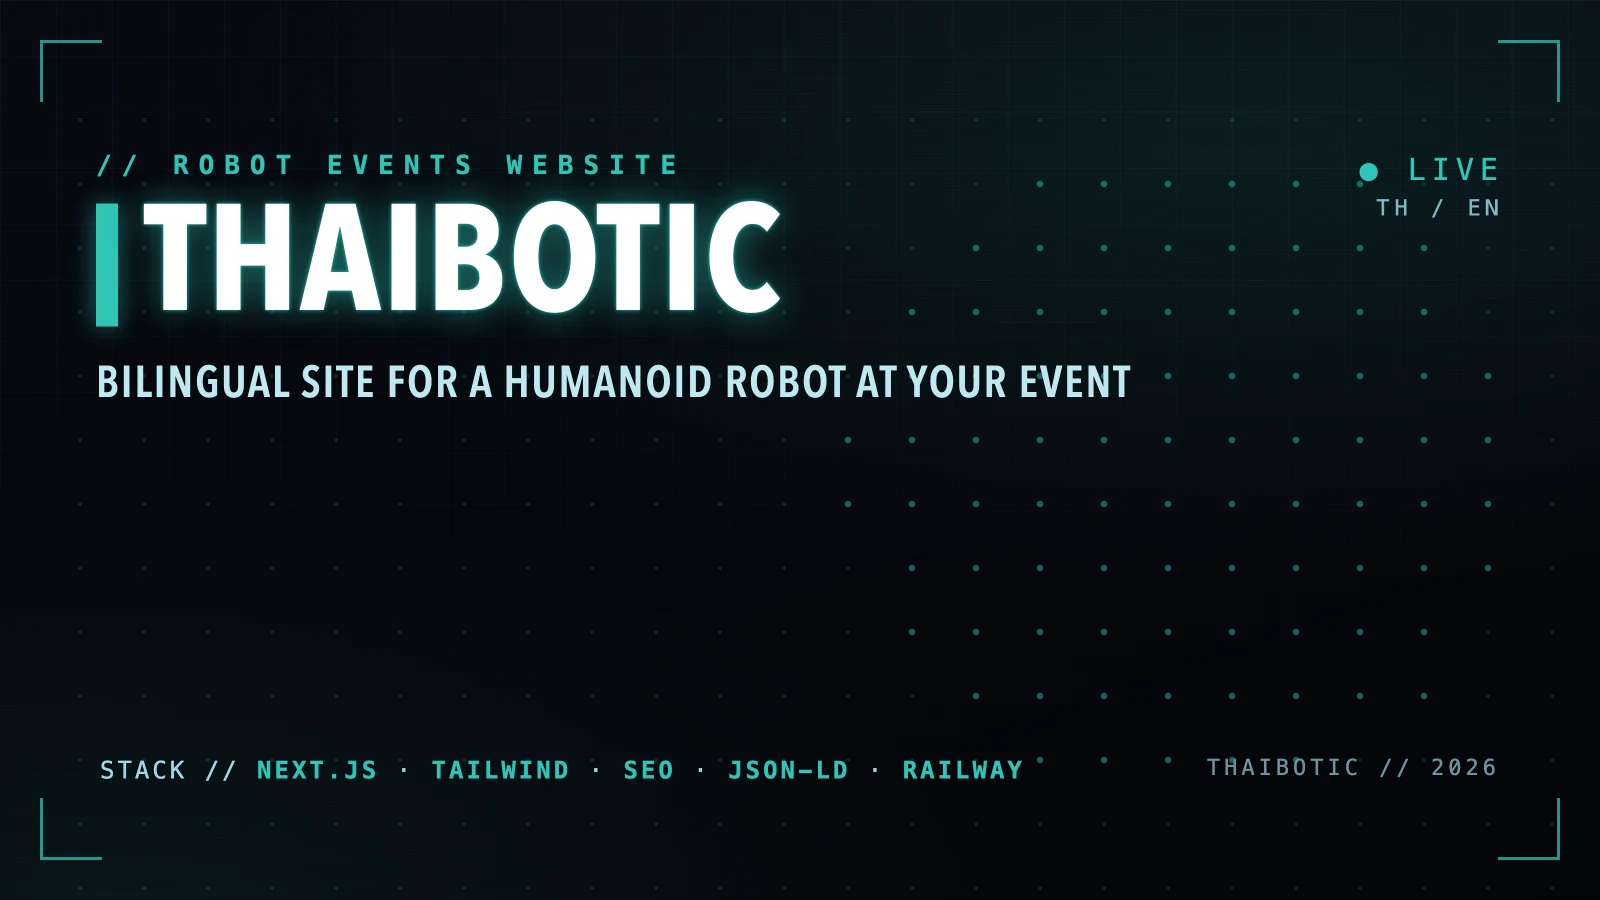 // ROBOT EVENTS WEBSITE
● LIVE
TH / EN
THAIBOTIC
BILINGUAL SITE FOR A HUMANOID ROBOT AT YOUR EVENT
STACK // NEXT.JS · TAILWIND · SEO · JSON–LD · RAILWAY
THAIBOTIC // 2026